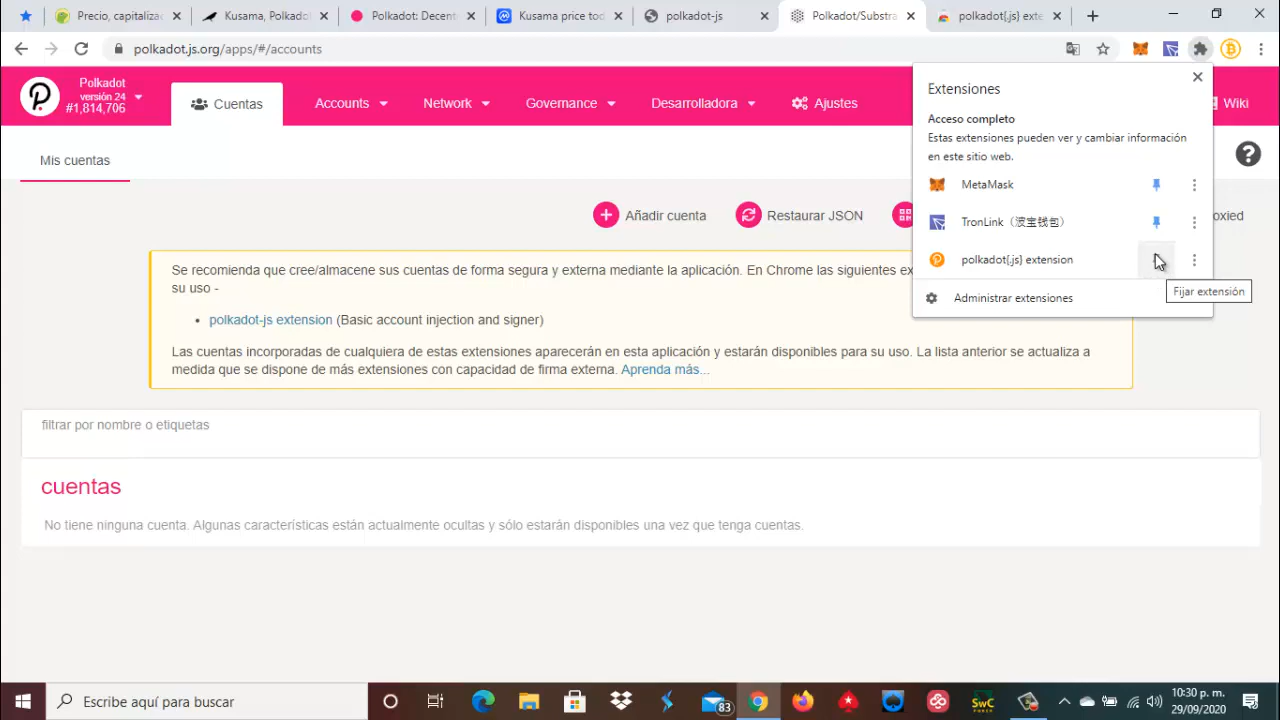 Precio, capitaliza
Kusama, Polkado
Polkadot: Decent
Kusama price tod
polkadot-js
Polkadot/Substra
polkadot{.js} exte
polkadot.js.org/apps/#/accounts
Polkadot
versión 24
#1,814,706
Cuentas
Accounts
Network
Governance
Desarrolladora
Ajustes
Wiki
Extensiones
Acceso completo
Estas extensiones pueden ver y cambiar información
en este sitio web.
MetaMask
TronLink（波宝钱包）
polkadot{.js} extension
Fijar extensión
Administrar extensiones
Mis cuentas
Añadir cuenta
Restaurar JSON
oxied
Se recomienda que cree/almacene sus cuentas de forma segura y externa mediante la aplicación. En Chrome las siguientes ex
su uso -
• polkadot-js extension (Basic account injection and signer)
Las cuentas incorporadas de cualquiera de estas extensiones aparecerán en esta aplicación y estarán disponibles para su uso. La lista anterior se actualiza a
medida que se dispone de más extensiones con capacidad de firma externa. Aprenda más...
filtrar por nombre o etiquetas
cuentas
No tiene ninguna cuenta. Algunas características están actualmente ocultas y sólo estarán disponibles una vez que tenga cuentas.
Escribe aquí para buscar
83
SwC
10:30 p. m.
29/09/2020